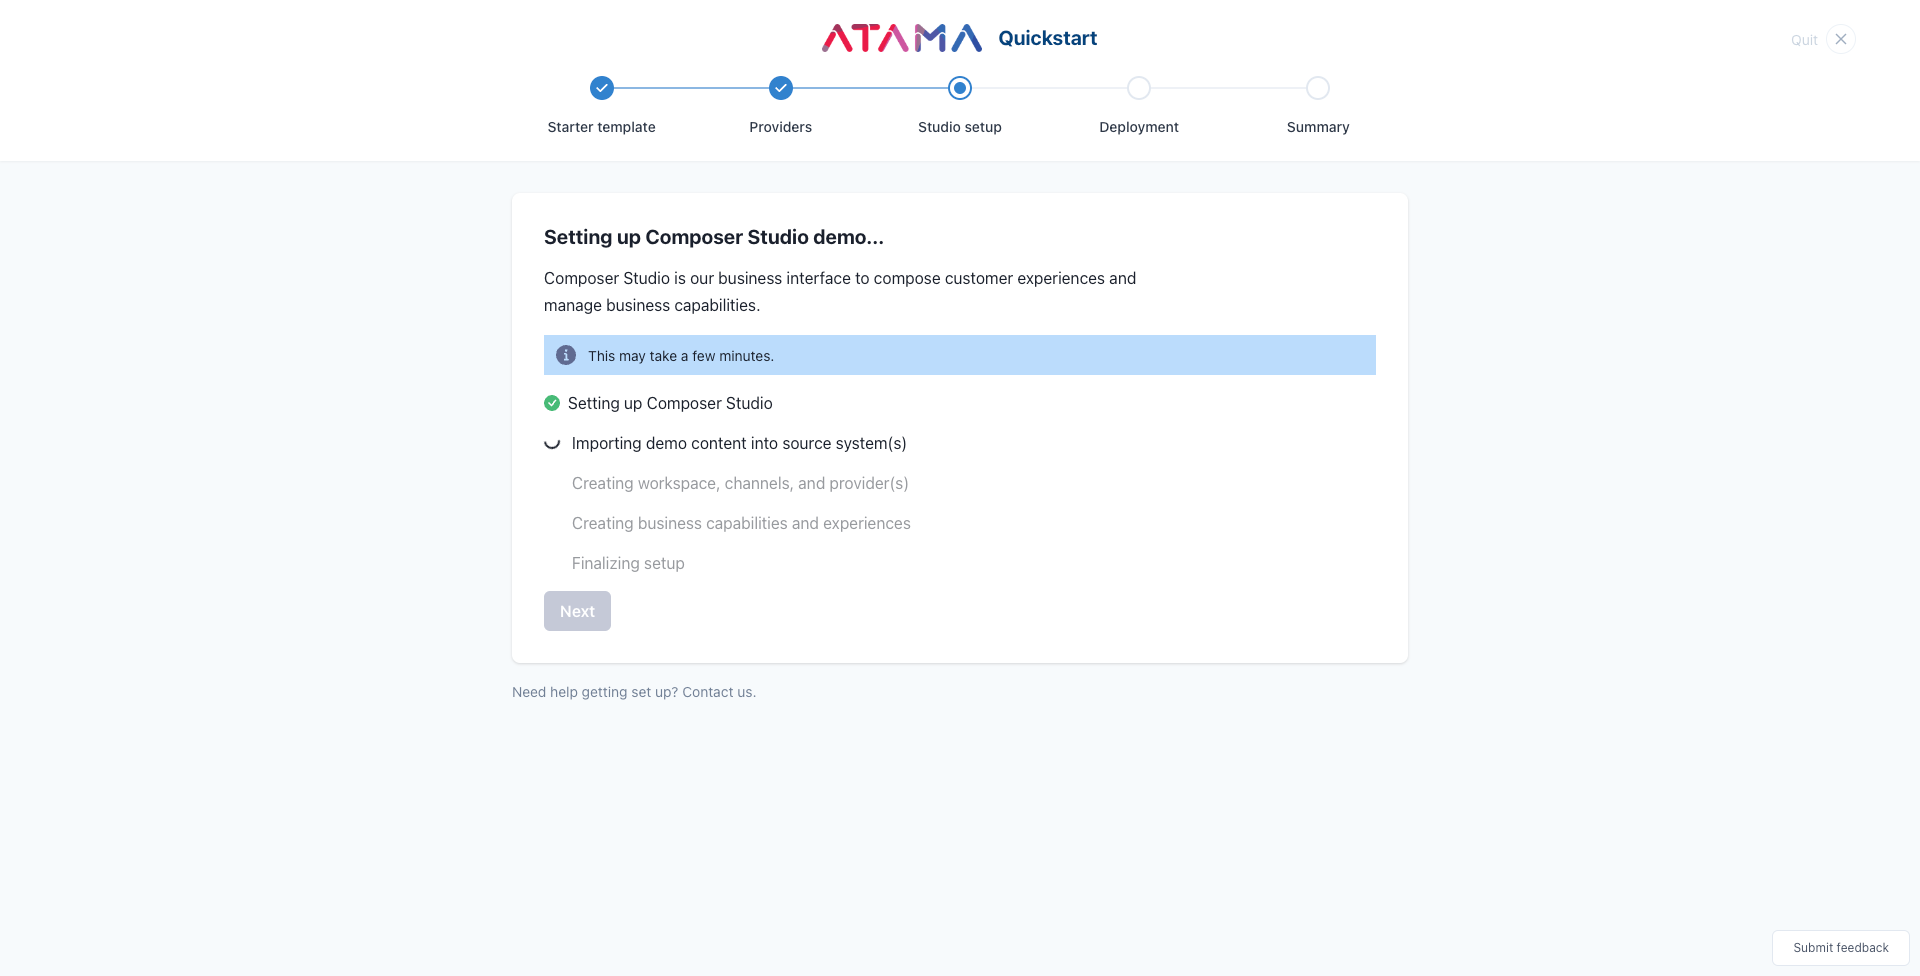 ATAMA Quickstart
Quit
Starter template
Providers
Studio setup
Deployment
Summary
Setting up Composer Studio demo...
Composer Studio is our business interface to compose customer experiences and
manage business capabilities.
This may take a few minutes.
Setting up Composer Studio
Importing demo content into source system(s)
Creating workspace, channels, and provider(s)
Creating business capabilities and experiences
Finalizing setup
Next
Need help getting set up? Contact us.
Submit feedback